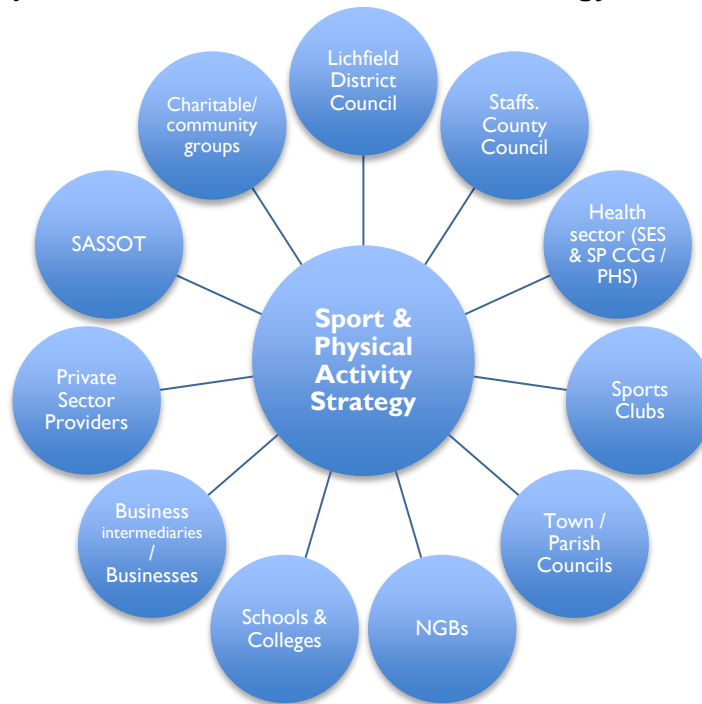 Lichfield
District
Council
Staffs.
County
Council
Health
sector (SES
& SP CCG /
PHS)
Sports
Clubs
Town /
Parish
Councils
NGBs
Schools &
Colleges
Business
intermediaries
/
Businesses
Private
Sector
Providers
SASSOT
Charitable/
community
groups
Sport &
Physical
Activity
Strategy